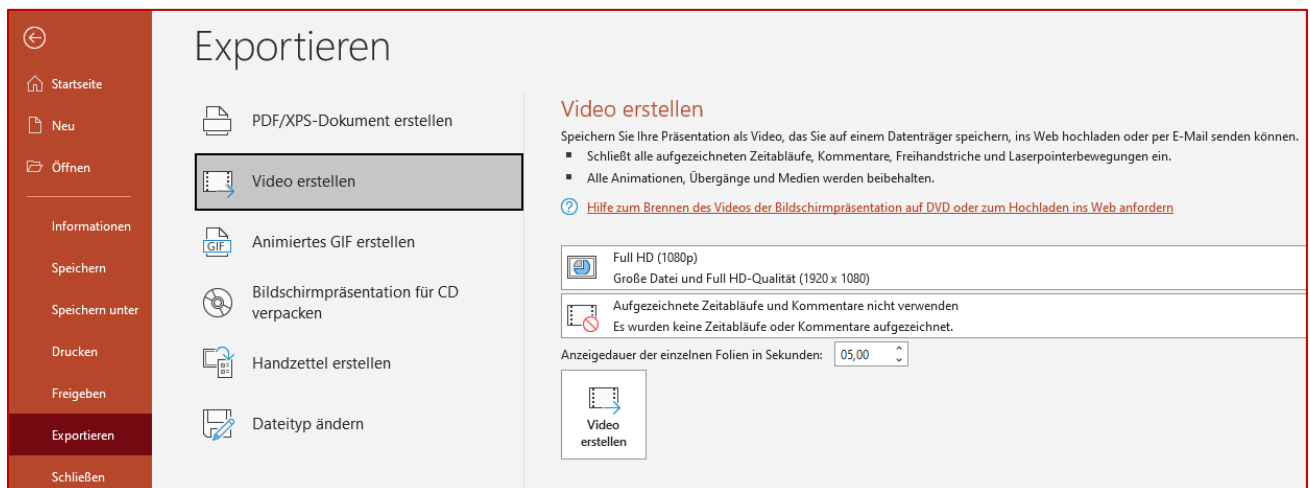 Startseite
Neu
Öffnen
Informationen
Speichern
Speichern unter
Drucken
Freigeben
Exportieren
Schließen
Exportieren
PDF/XPS-Dokument erstellen
Video erstellen
GIF
Animiertes GIF erstellen
Bildschirmpräsentation für CD
verpacken
Handzettel erstellen
Dateityp ändern
Video erstellen
Speichern Sie Ihre Präsentation als Video, das Sie auf einem Datenträger speichern, ins Web hochladen oder per E-Mail senden können.
▪ Schließt alle aufgezeichneten Zeitabläufe, Kommentare, Freihandstriche und Laserpointerbewegungen ein.
▪ Alle Animationen, Übergänge und Medien werden beibehalten.
? Hilfe zum Brennen des Videos der Bildschirmpräsentation auf DVD oder zum Hochladen ins Web anfordern
Full HD (1080p)
Große Datei und Full HD-Qualität (1920 x 1080)
Aufgezeichnete Zeitabläufe und Kommentare nicht verwenden
Es wurden keine Zeitabläufe oder Kommentare aufgezeichnet.
Anzeigedauer der einzelnen Folien in Sekunden: 05,00
Video
erstellen